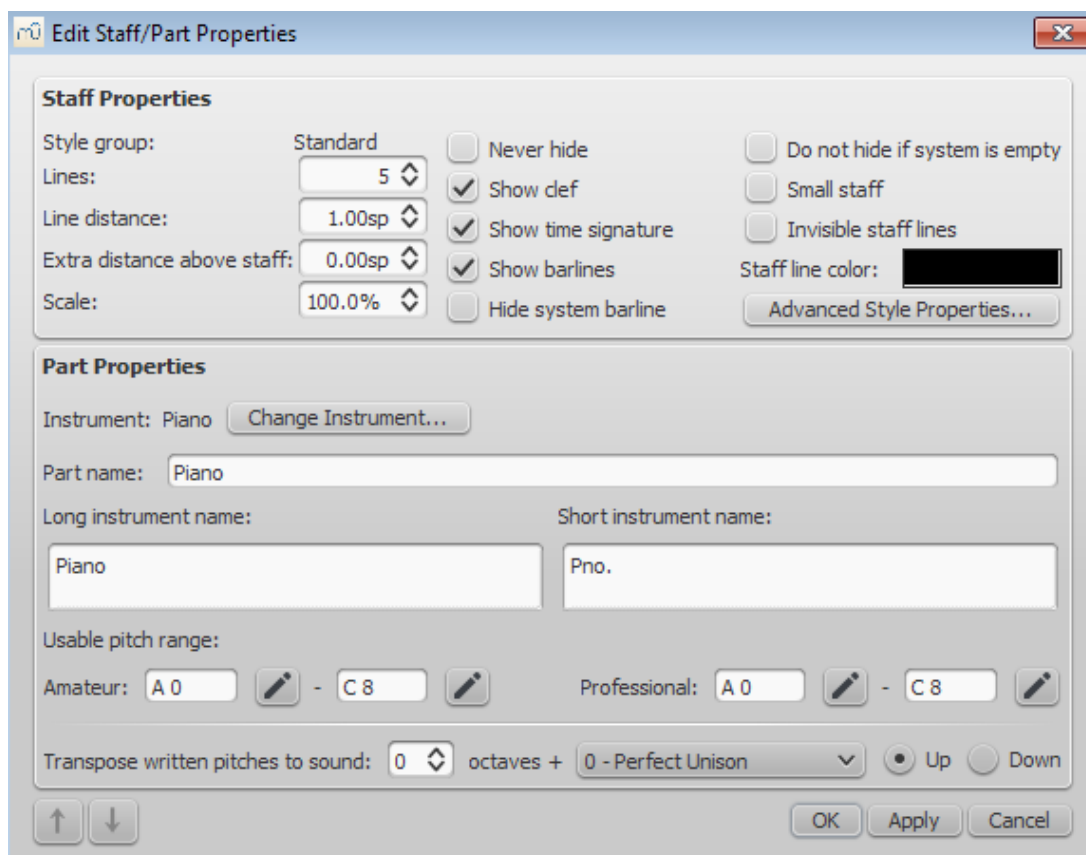 Edit Staff/Part Properties
Staff Properties
Style group: Standard
Lines: 5
Line distance: 1.00sp
Extra distance above staff: 0.00sp
Scale: 100.0%
Never hide
Show clef
Show time signature
Show barlines
Hide system barline
Do not hide if system is empty
Small staff
Invisible staff lines
Staff line color:
Advanced Style Properties...
Part Properties
Instrument: Piano Change Instrument...
Part name: Piano
Long instrument name:
Piano
Short instrument name:
Pno.
Usable pitch range:
Amateur: A 0 - C 8 Professional: A 0 - C 8
Transpose written pitches to sound: 0 octaves + 0 - Perfect Unison Up Down
OK Apply Cancel